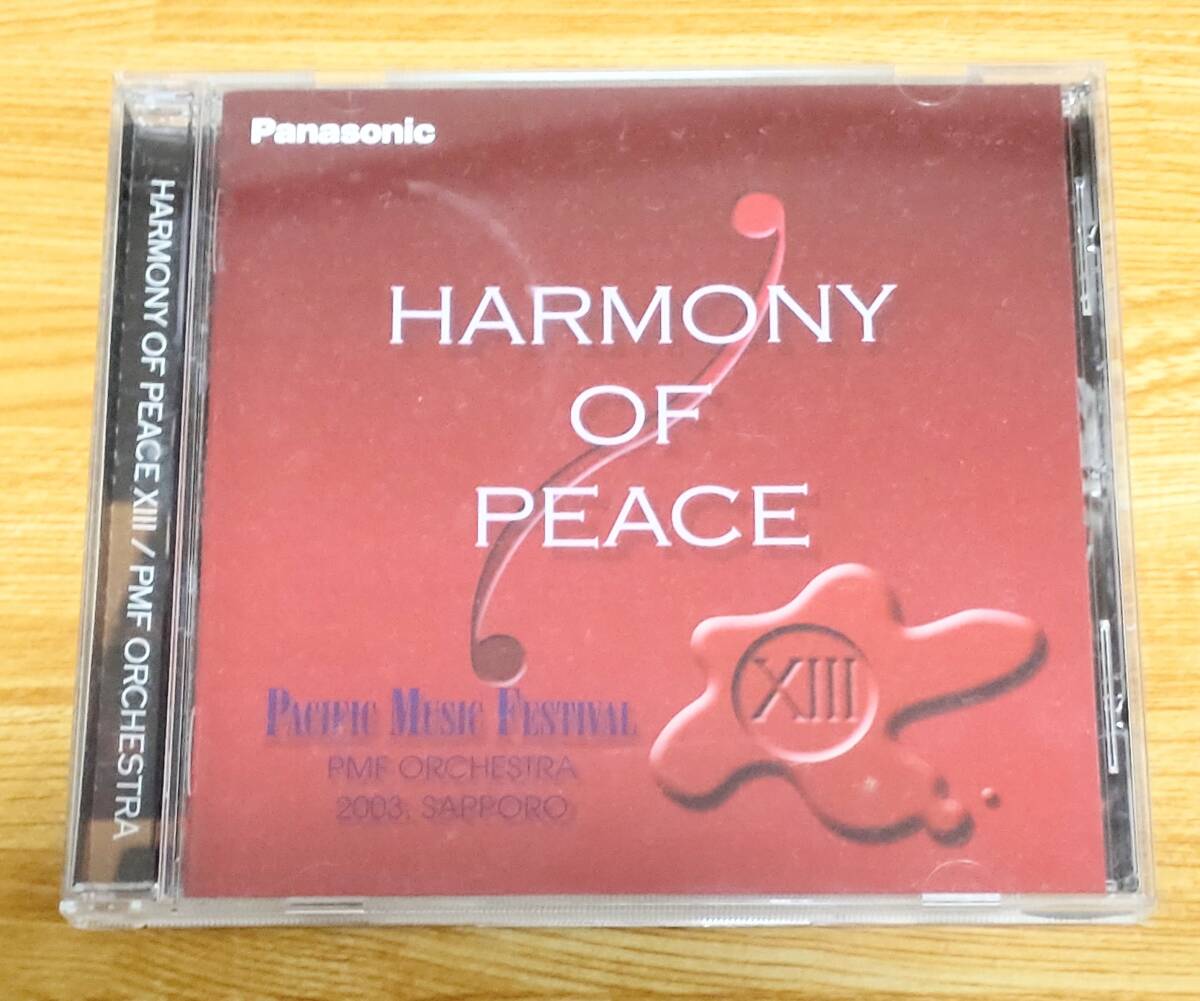 Panasonic
HARMONY
OF
PEACE
XIII
PACIFIC MUSIC FESTIVAL
PMF ORCHESTRA
2003, SAPPORO
HARMONY OF PEACE XIII / PMF ORCHESTRA